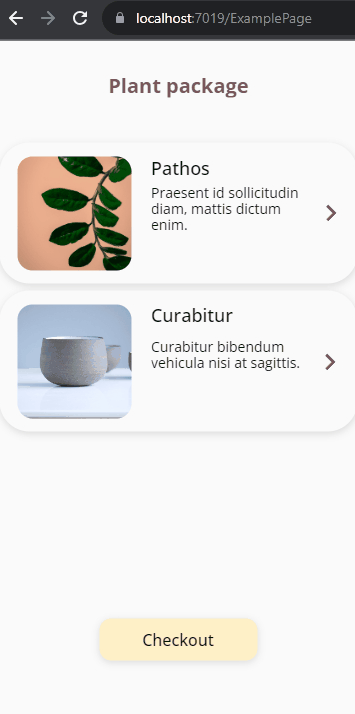 localhost:7019/ExamplePage
Plant package
Pathos
Praesent id sollicitudin
diam, mattis dictum
enim.
Curabitur
Curabitur bibendum
vehicula nisi at sagittis.
Checkout